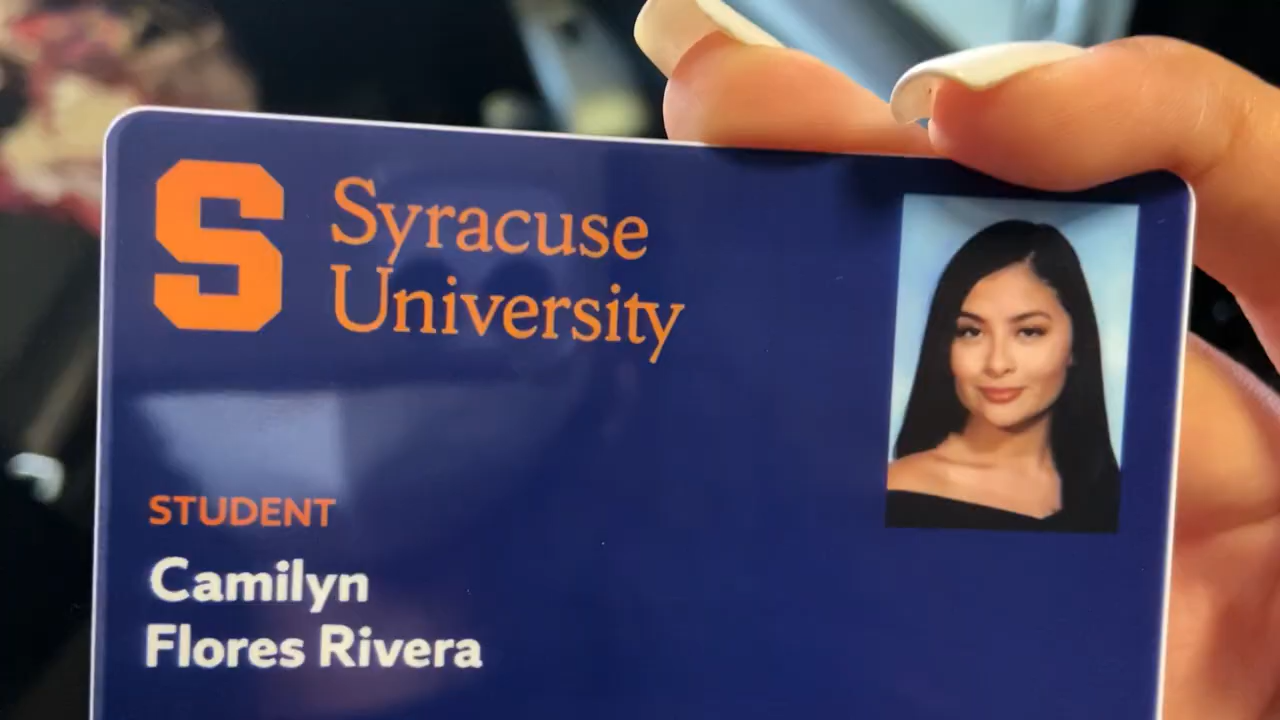 S
Syracuse
University
STUDENT
Camilyn
Flores Rivera